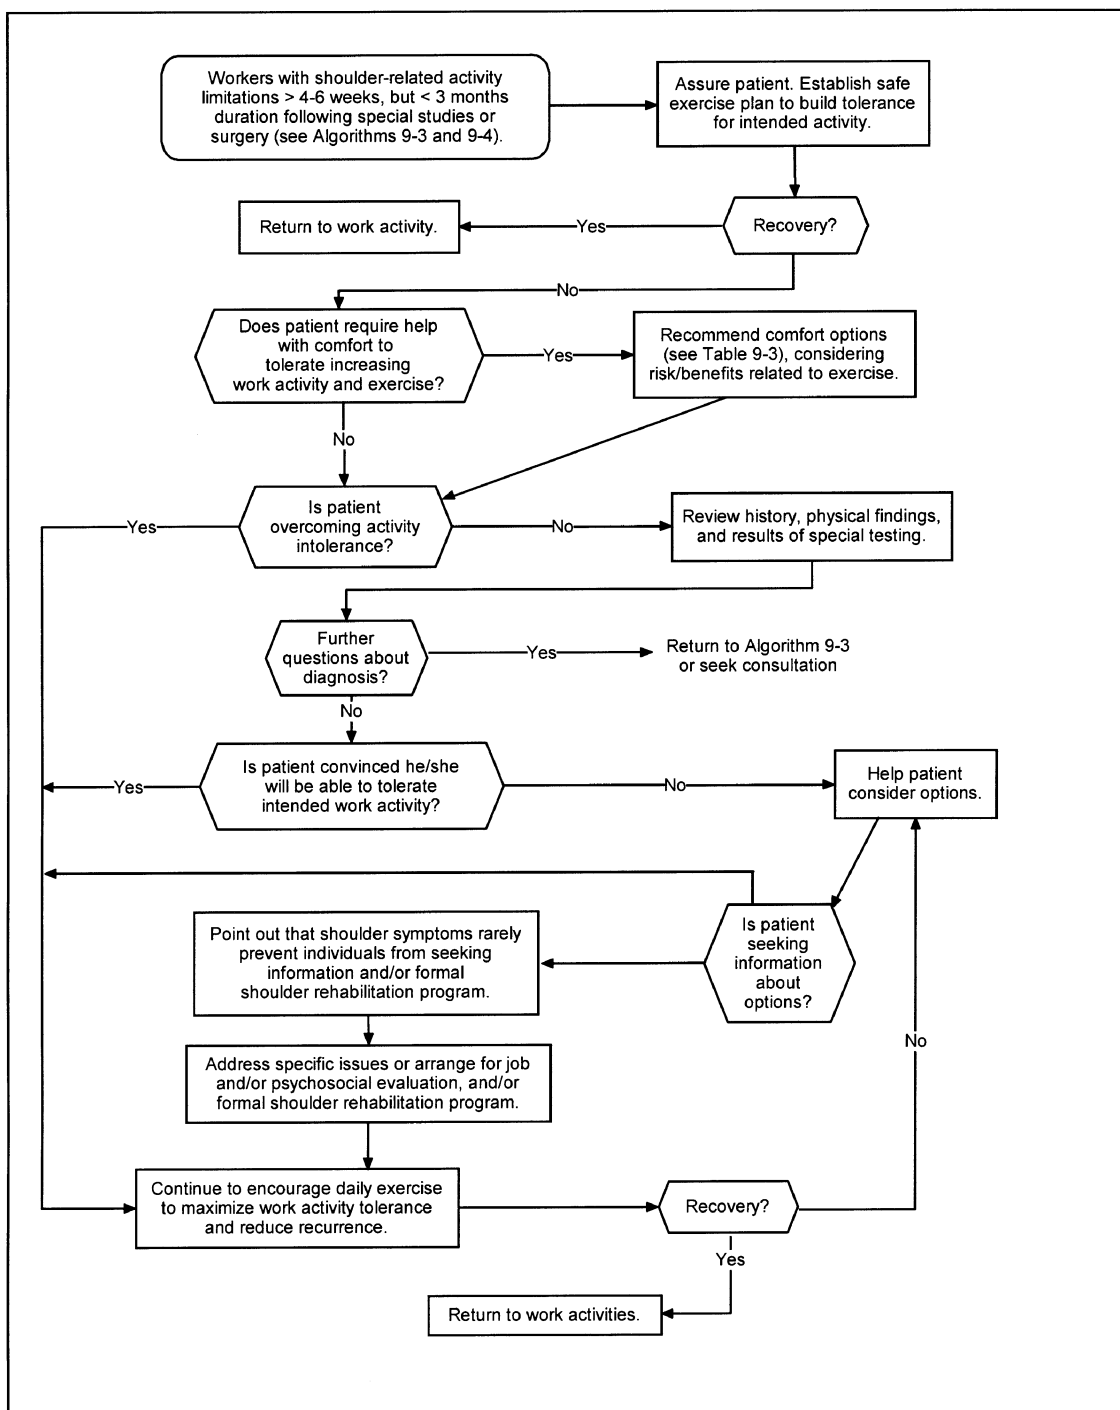 Workers with shoulder-related activity
limitations > 4-6 weeks, but < 3 months
duration following special studies or
surgery (see Algorithms 9-3 and 9-4).
Assure patient. Establish safe
exercise plan to build tolerance
for intended activity.
Return to work activity.
Yes
Recovery?
No
Does patient require help
with comfort to
tolerate increasing
work activity and exercise?
Yes
Recommend comfort options
(see Table 9-3), considering
risk/benefits related to exercise.
No
Yes
Is patient
overcoming activity
intolerance?
No
Review history, physical findings,
and results of special testing.
Further
questions about
diagnosis?
Yes
Return to Algorithm 9-3
or seek consultation
No
Yes
Is patient convinced he/she
will be able to tolerate
intended work activity?
No
Help patient
consider options.
Is patient
seeking
information
about
options?
Point out that shoulder symptoms rarely
prevent individuals from seeking
information and/or formal
shoulder rehabilitation program.
No
Address specific issues or arrange for job
and/or psychosocial evaluation, and/or
formal shoulder rehabilitation program.
Continue to encourage daily exercise
to maximize work activity tolerance
and reduce recurrence.
Recovery?
Yes
Return to work activities.